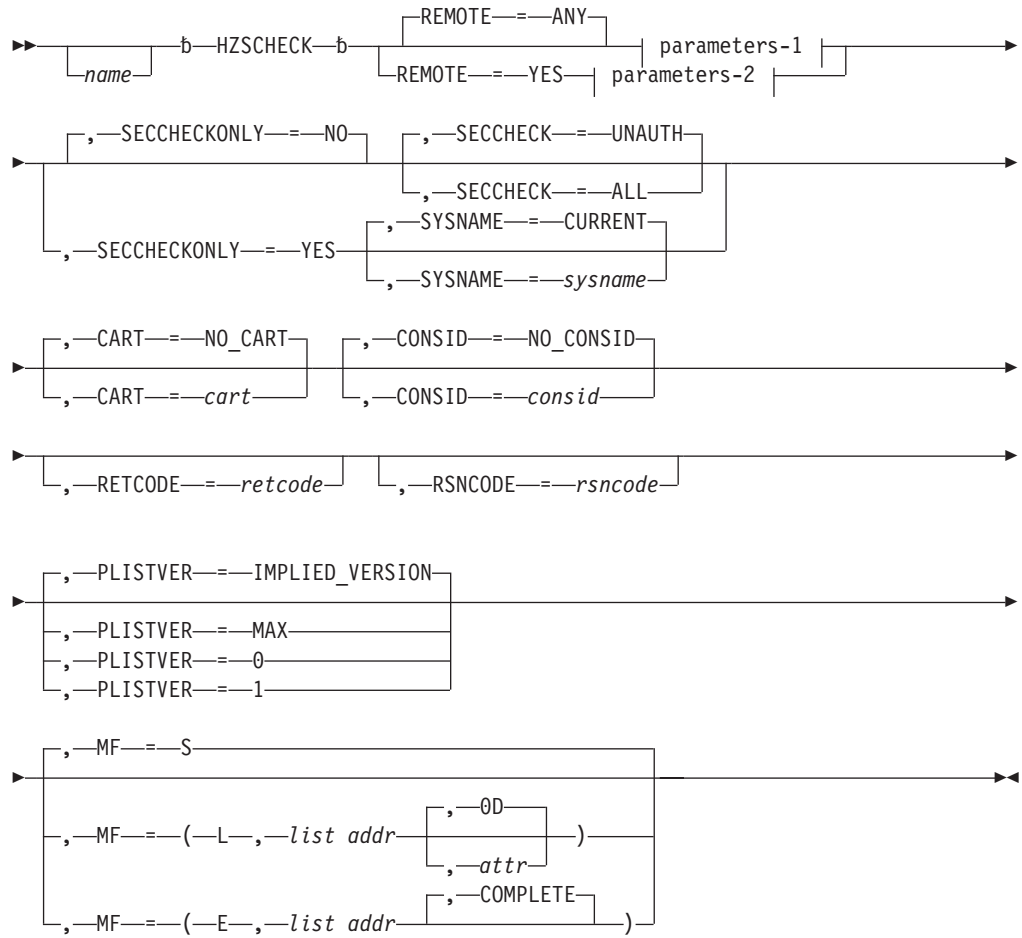 REMOTE = ANY
name ƀ HZSCHECK ƀ parameters-1
REMOTE = YES parameters-2
, SECCHECKONLY = NO , SECCHECK = UNAUTH
, SECCHECK = ALL
, SYSNAME = CURRENT
, SECCHECKONLY = YES
, SYSNAME = sysname
, CART = NO_CART , CONSID = NO_CONSID
, CART = cart , CONSID = consid
, RETCODE = retcode , RSNCODE = rsncode
, PLISTVER = IMPLIED_VERSION
, PLISTVER = MAX
, PLISTVER = 0
, PLISTVER = 1
, MF = S
, 0D
, MF = ( L , list addr )
, attr
, COMPLETE
, MF = ( E , list addr )